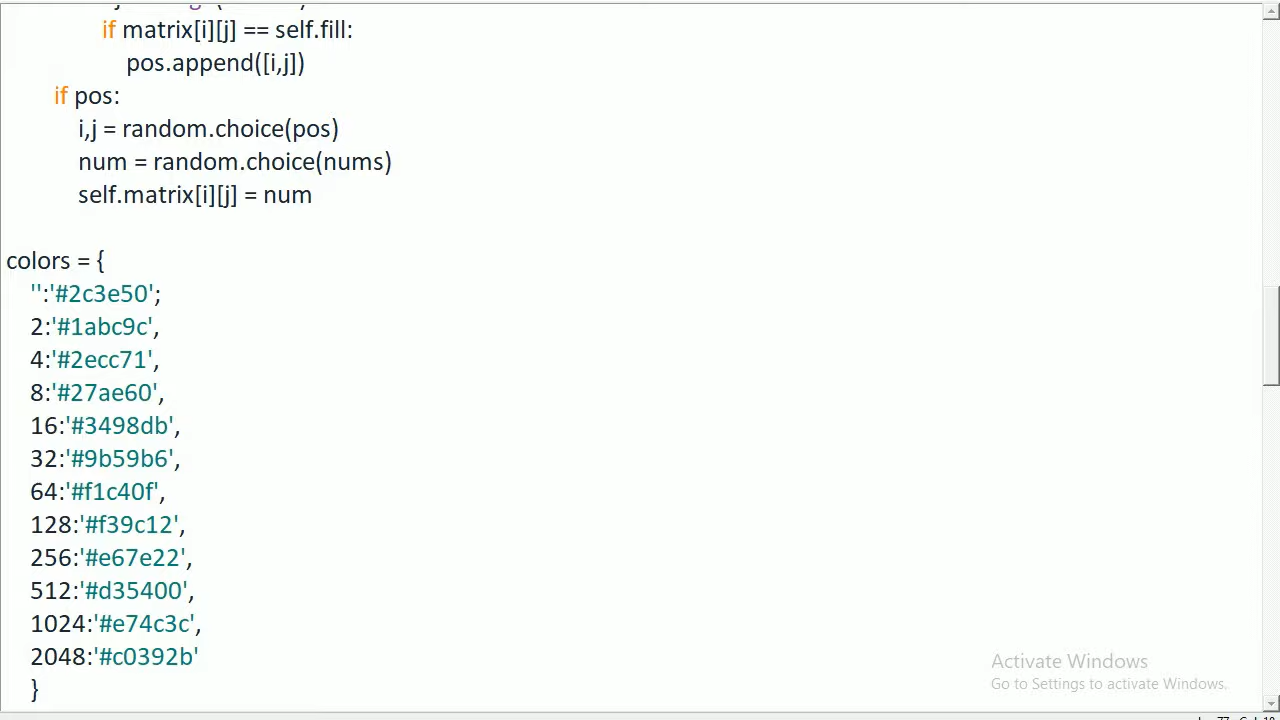 if matrix[i][j] == self.fill:
pos.append([i,j])
if pos:
i,j = random.choice(pos)
num = random.choice(nums)
self.matrix[i][j] = num
colors = {
'':'#2c3e50';
2:'#1abc9c',
4:'#2ecc71',
8:'#27ae60',
16:'#3498db',
32:'#9b59b6',
64:'#f1c40f',
128:'#f39c12',
256:'#e67e22',
512:'#d35400',
1024:'#e74c3c',
2048:'#c0392b'
}
Activate Windows
Go to Settings to activate Windows.